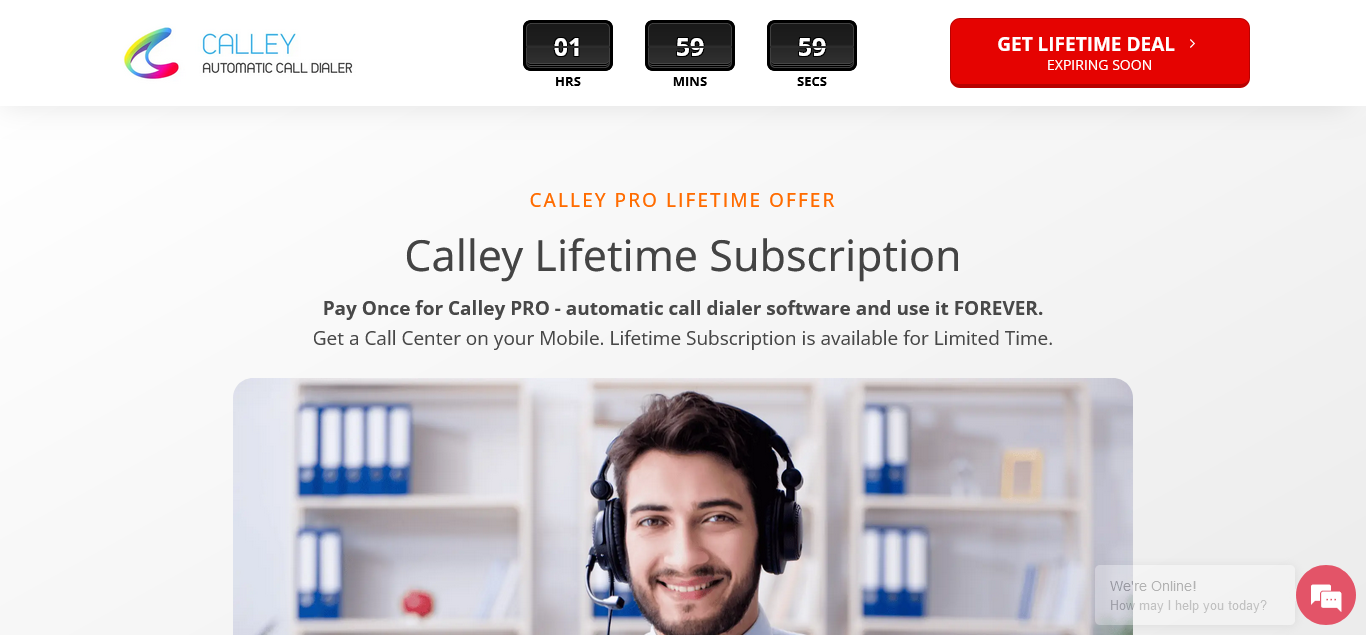 CALLEY
AUTOMATIC CALL DIALER
01
HRS
59
MINS
59
SECS
GET LIFETIME DEAL
EXPIRING SOON
CALLEY PRO LIFETIME OFFER
Calley Lifetime Subscription
Pay Once for Calley PRO - automatic call dialer software and use it FOREVER.
Get a Call Center on your Mobile. Lifetime Subscription is available for Limited Time.
We're Online!
How may I help you today?